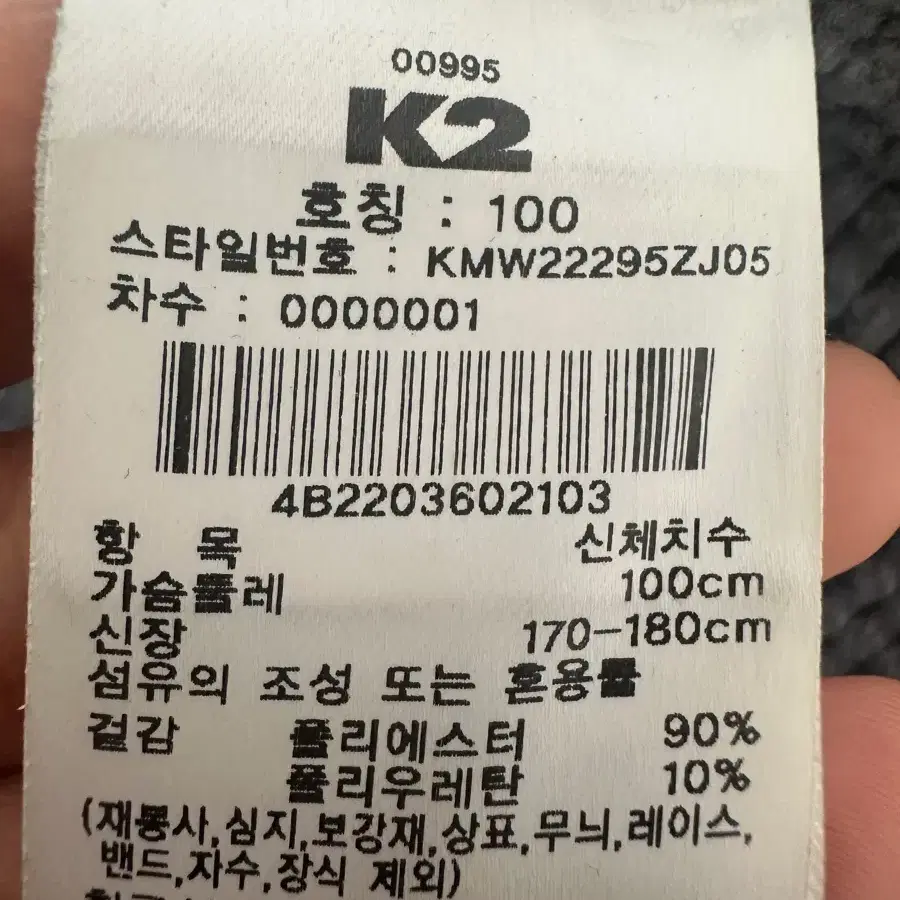 00995
K2
호칭 : 100
스타일번호 : KMW22295ZJ05
차수 : 0000001
4B2203602103
항 목 신체치수
가슴둘레 100cm
신장 170-180cm
섬유의 조성 또는 혼용률
겉감 폴리에스터 90%
폴리우레탄 10%
(재봉사,심지,보강재,상표,무늬,레이스,
밴드,자수,장식 제외)